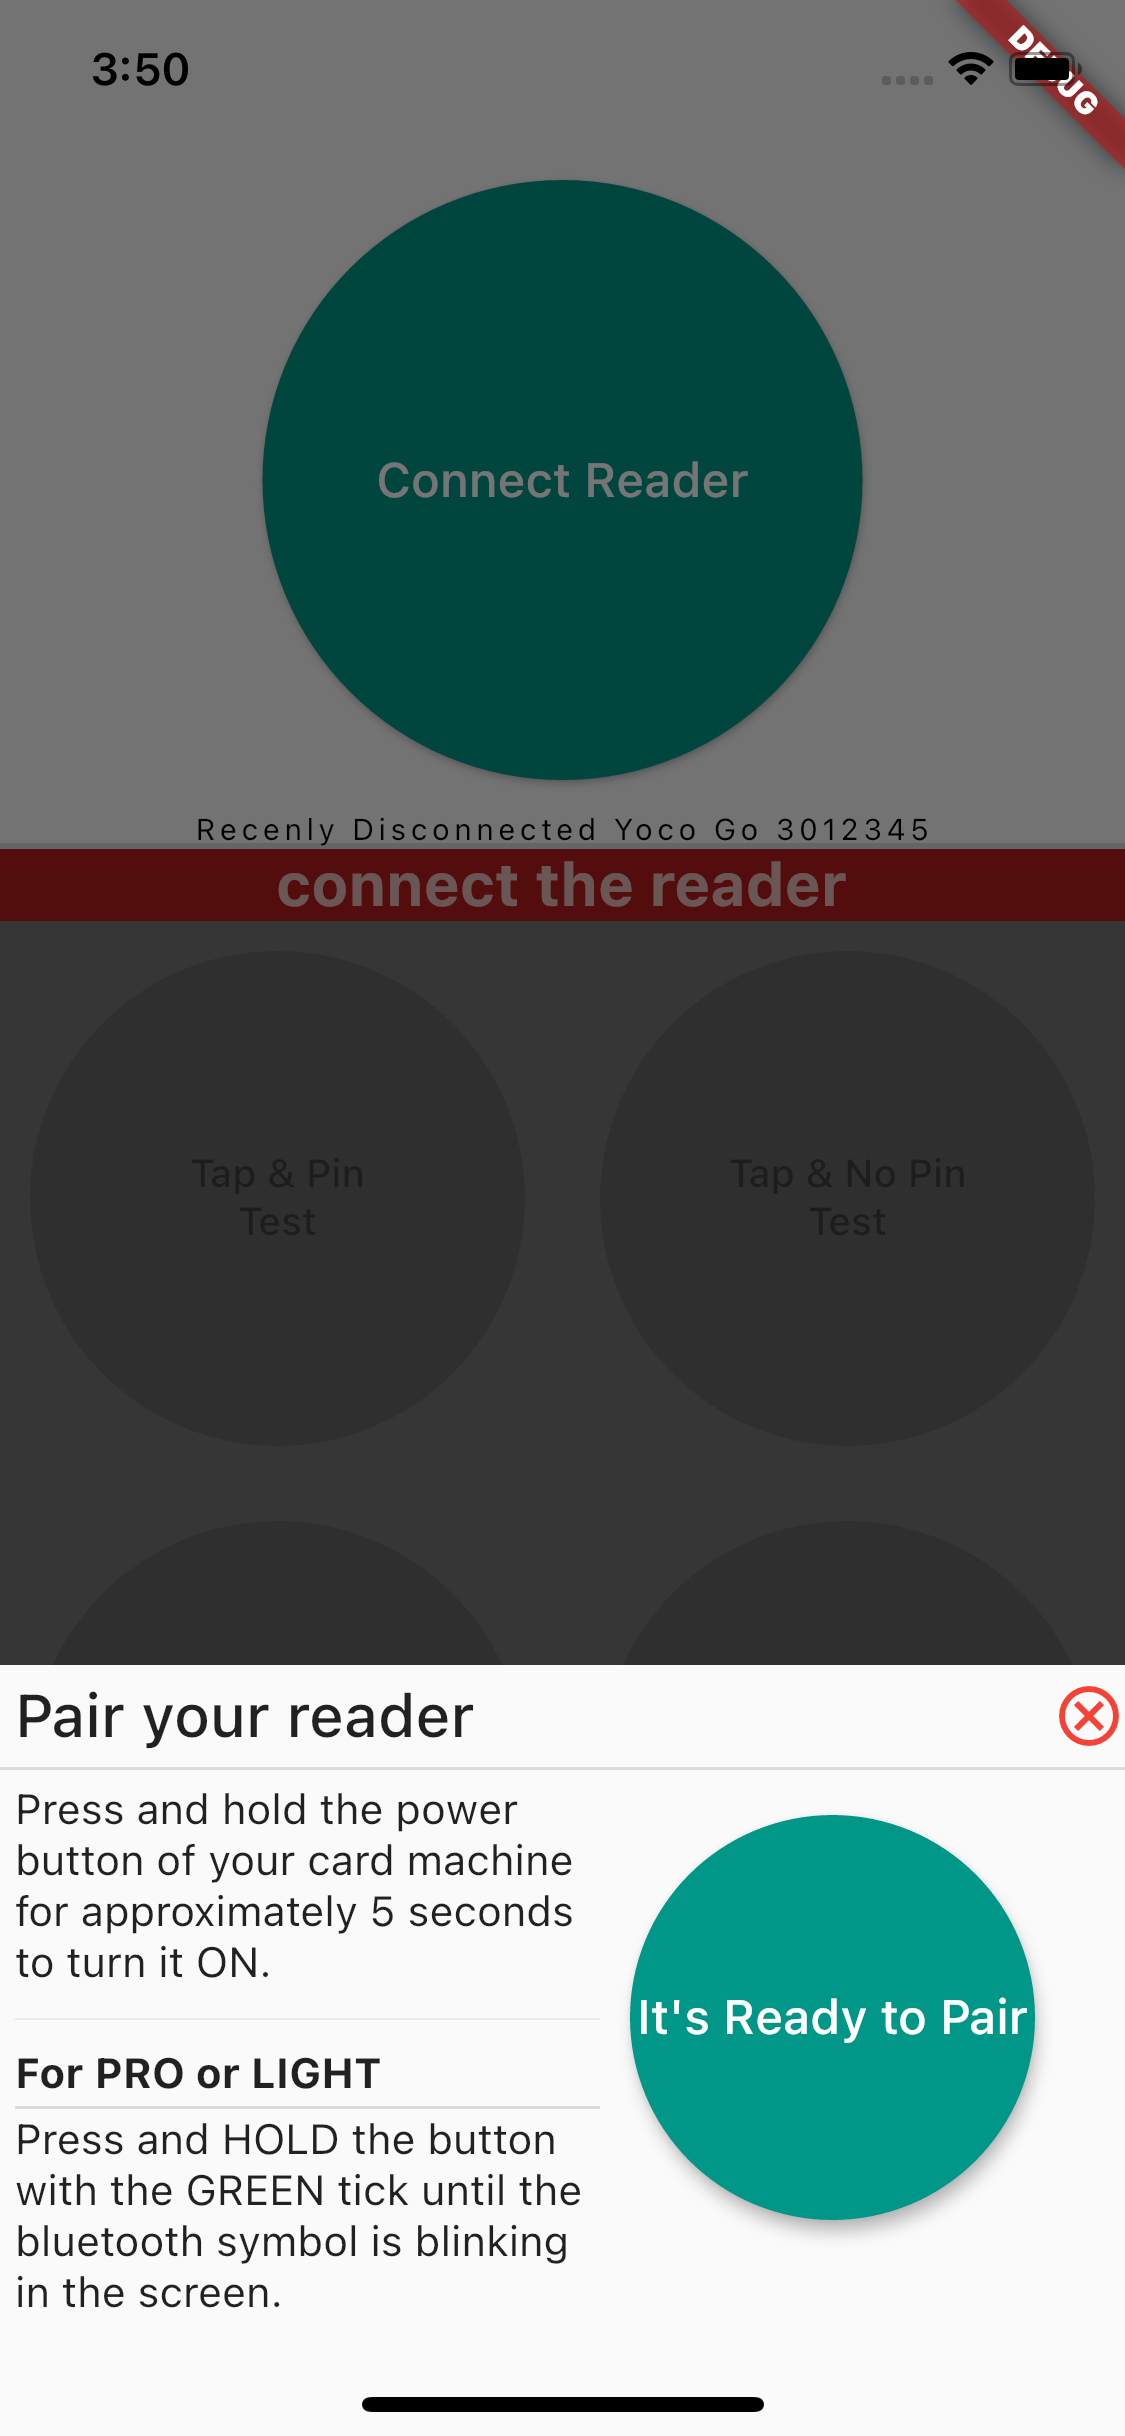 3:50
DEBUG
Connect Reader
Recenly Disconnected Yoco Go 3012345
connect the reader
Tap & Pin
Test
Tap & No Pin
Test
Pair your reader
Press and hold the power
button of your card machine
for approximately 5 seconds
to turn it ON.
It's Ready to Pair
For PRO or LIGHT
Press and HOLD the button
with the GREEN tick until the
bluetooth symbol is blinking
in the screen.